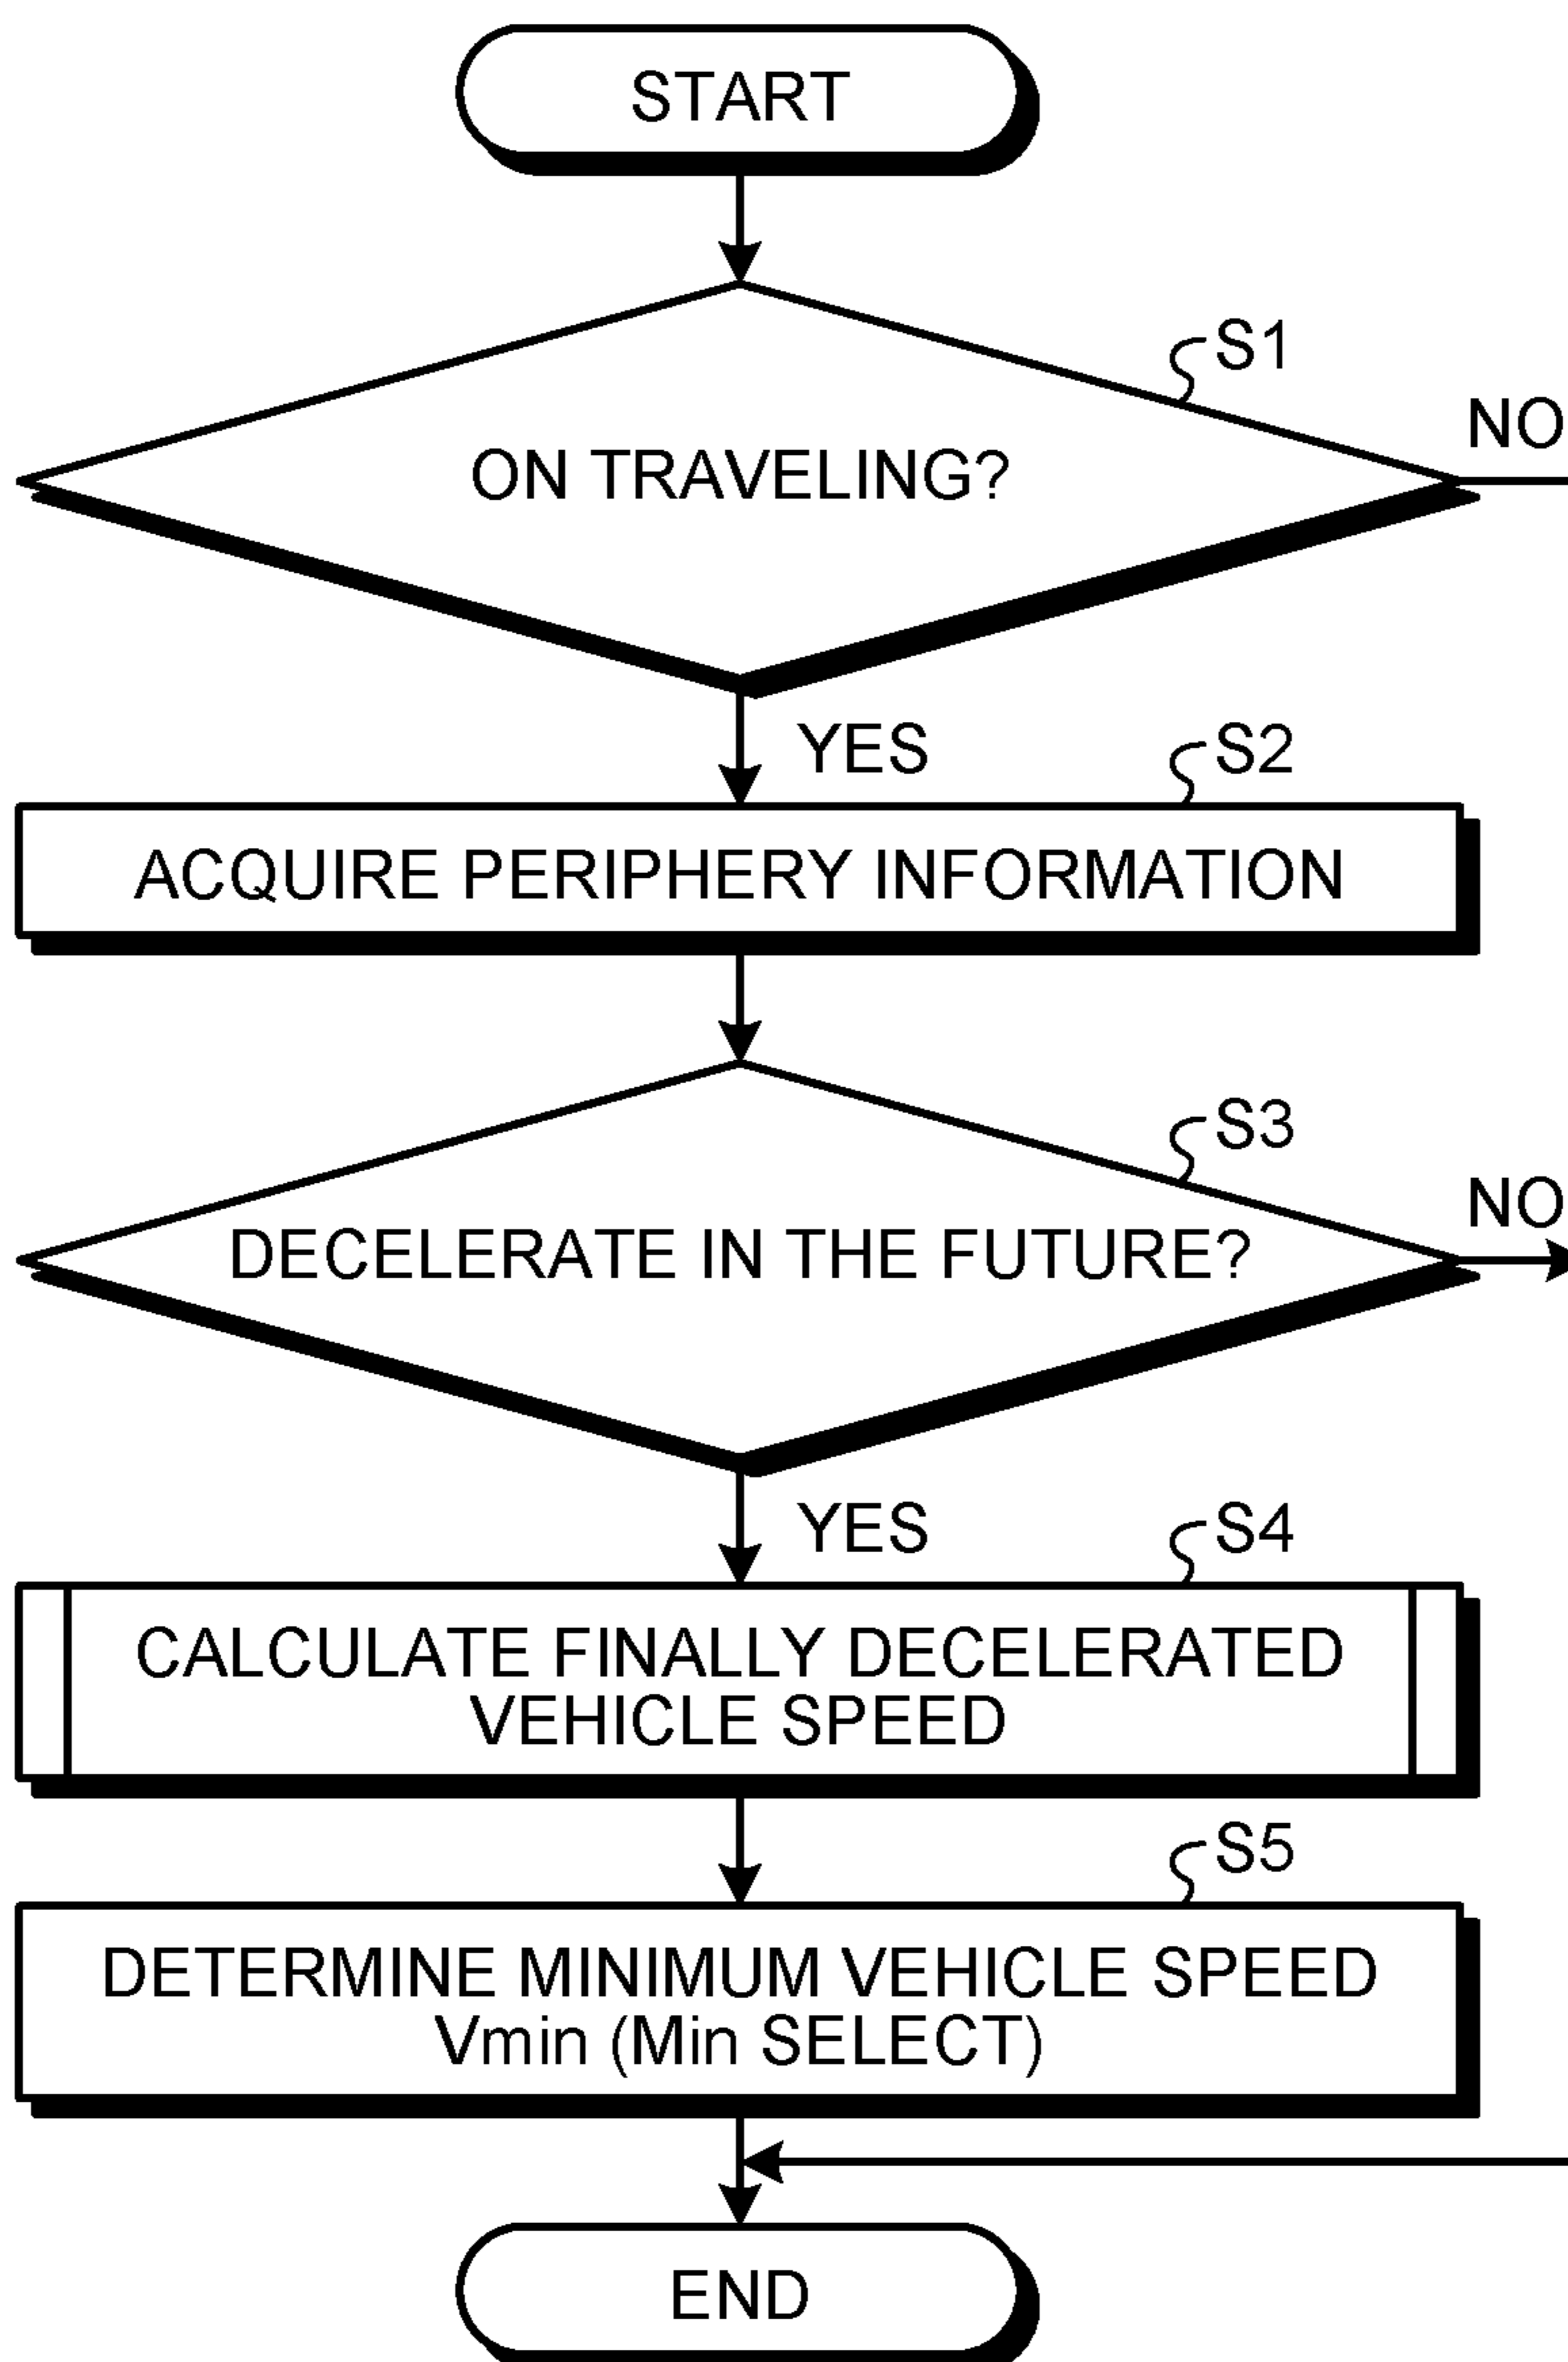 START
S1
NO
ON TRAVELING?
YES
S2
ACQUIRE PERIPHERY INFORMATION
S3
NO
DECELERATE IN THE FUTURE?
YES
S4
CALCULATE FINALLY DECELERATED
VEHICLE SPEED
S5
DETERMINE MINIMUM VEHICLE SPEED
Vmin (Min SELECT)
END